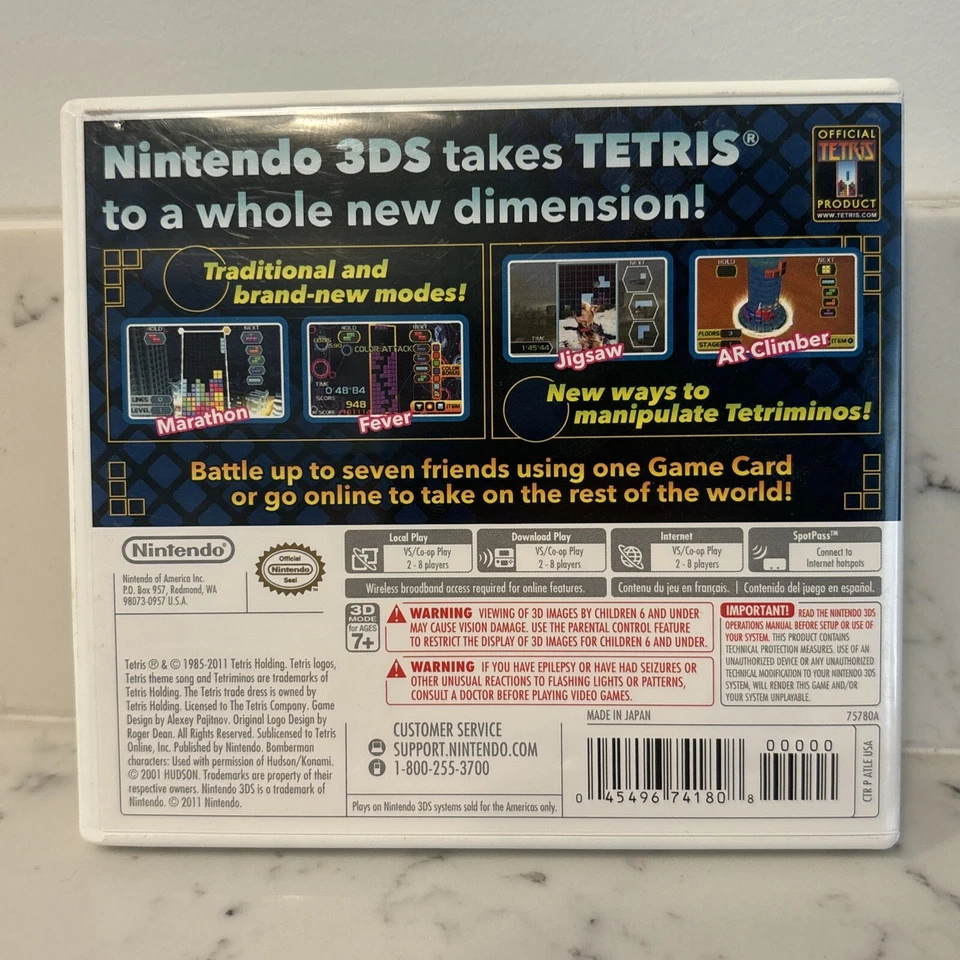 Nintendo 3DS takes TETRIS®
to a whole new dimension!
OFFICIAL
TETRIS
PRODUCT
WWW.TETRIS.COM
Traditional and
brand-new modes!
HOLD
NEXT
LINES
LEVEL
Marathon
HOLD
NEXT
COLOR ATTACK
TIME
0'48'84
SCORE
948
COLOR BONUS
ITEM
Fever
NEXT
TIME
1'45'44
Jigsaw
HOLD
NEXT
FLOORS 3
STAGE
ITEM
AR-Climber
New ways to
manipulate Tetriminos!
Battle up to seven friends using one Game Card
or go online to take on the rest of the world!
Nintendo®
Nintendo of America Inc.
P.O. Box 957, Redmond, WA
98073-0957 U.S.A.
Official
Nintendo
Seal
Local Play
VS/Co-op Play
2 - 8 players
Download Play
VS/Co-op Play
2 - 8 players
Internet
VS/Co-op Play
2 - 8 players
SpotPass™
Connect to
Internet hotspots
Wireless broadband access required for online features.
Contenu du jeu en français.
Contenido del juego en español.
3D
MODE
for AGES
7+
WARNING VIEWING OF 3D IMAGES BY CHILDREN 6 AND UNDER
MAY CAUSE VISION DAMAGE. USE THE PARENTAL CONTROL FEATURE
TO RESTRICT THE DISPLAY OF 3D IMAGES FOR CHILDREN 6 AND UNDER.
WARNING IF YOU HAVE EPILEPSY OR HAVE HAD SEIZURES OR
OTHER UNUSUAL REACTIONS TO FLASHING LIGHTS OR PATTERNS,
CONSULT A DOCTOR BEFORE PLAYING VIDEO GAMES.
IMPORTANT! READ THE NINTENDO 3DS
OPERATIONS MANUAL BEFORE SETUP OR USE OF
YOUR SYSTEM. THIS PRODUCT CONTAINS
TECHNICAL PROTECTION MEASURES. USE OF AN
UNAUTHORIZED DEVICE OR ANY UNAUTHORIZED
TECHNICAL MODIFICATION TO YOUR NINTENDO 3DS
SYSTEM, WILL RENDER THIS GAME AND/OR
YOUR SYSTEM UNPLAYABLE.
Tetris ® & © 1985-2011 Tetris Holding. Tetris logos,
Tetris theme song and Tetriminos are trademarks of
Tetris Holding. The Tetris trade dress is owned by
Tetris Holding. Licensed to The Tetris Company. Game
Design by Alexey Pajitnov. Original Logo Design by
Roger Dean. All Rights Reserved. Sublicensed to Tetris
Online, Inc. Published by Nintendo. Bomberman
characters: Used with permission of Hudson/Konami.
© 2001 HUDSON. Trademarks are property of their
respective owners. Nintendo 3DS is a trademark of
Nintendo. © 2011 Nintendo.
CUSTOMER SERVICE
SUPPORT.NINTENDO.COM
1-800-255-3700
Plays on Nintendo 3DS systems sold for the Americas only.
MADE IN JAPAN
75780A
0 45496 74180 8
00000
CTR P ATLE USA